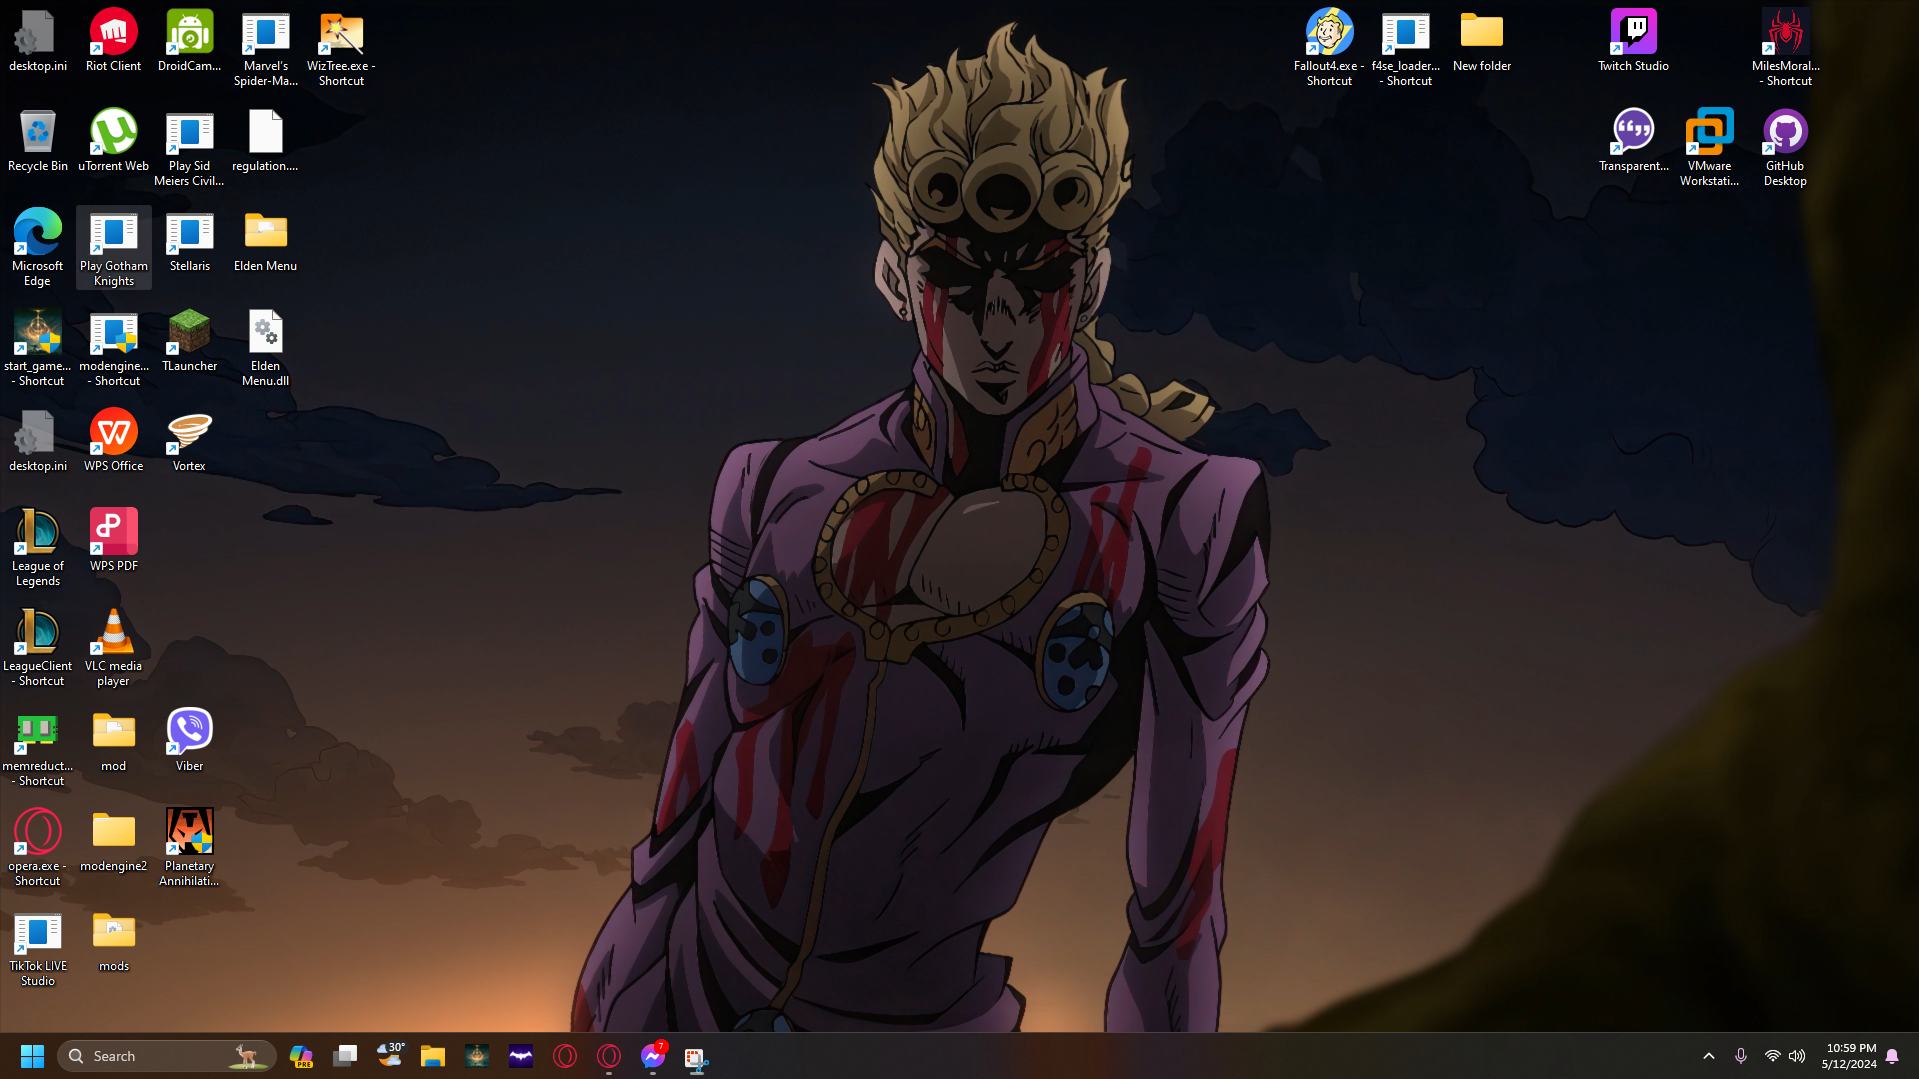 desktop.ini
Riot Client
DroidCam...
Marvel's
Spider-Ma...
WizTree.exe -
Shortcut
Fallout4.exe -
Shortcut
f4se_loader...
- Shortcut
New folder
Twitch Studio
MilesMoral...
- Shortcut
Recycle Bin
uTorrent Web
Play Sid
Meiers Civil...
regulation....
Transparent...
VMware
Workstati...
GitHub
Desktop
Microsoft
Edge
Play Gotham
Knights
Stellaris
Elden Menu
start_game...
- Shortcut
modengine...
- Shortcut
TLauncher
Elden
Menu.dll
desktop.ini
WPS Office
Vortex
League of
Legends
WPS PDF
LeagueClient
- Shortcut
VLC media
player
memreduct...
- Shortcut
mod
Viber
opera.exe -
Shortcut
modengine2
Planetary
Annihilati...
TikTok LIVE
Studio
mods
Search
PRE
30°
7
10:59 PM
5/12/2024